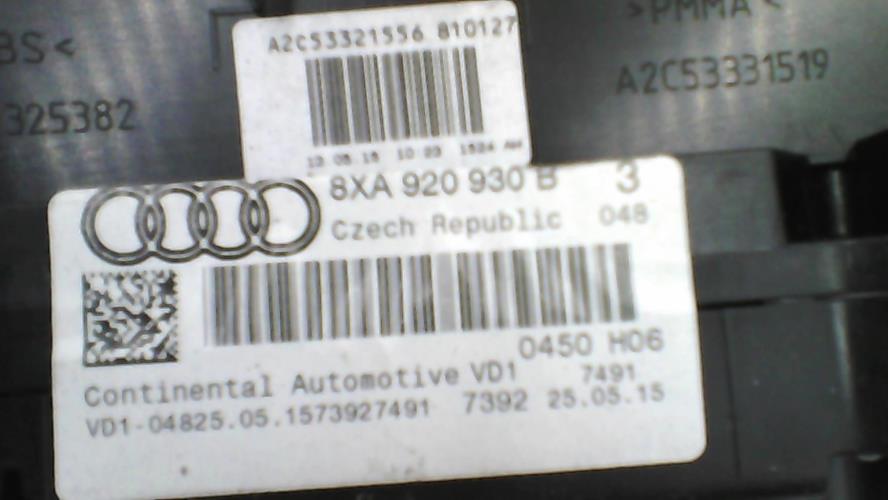 >PMMA<
BS<
A2C53331519
325382
A2C53321556 810127
8XA 920 930 B 3
Czech Republic 048
0450 H06
Continental Automotive VD1 7491
VD1-04825.05.1573927491 7392 25.05.15